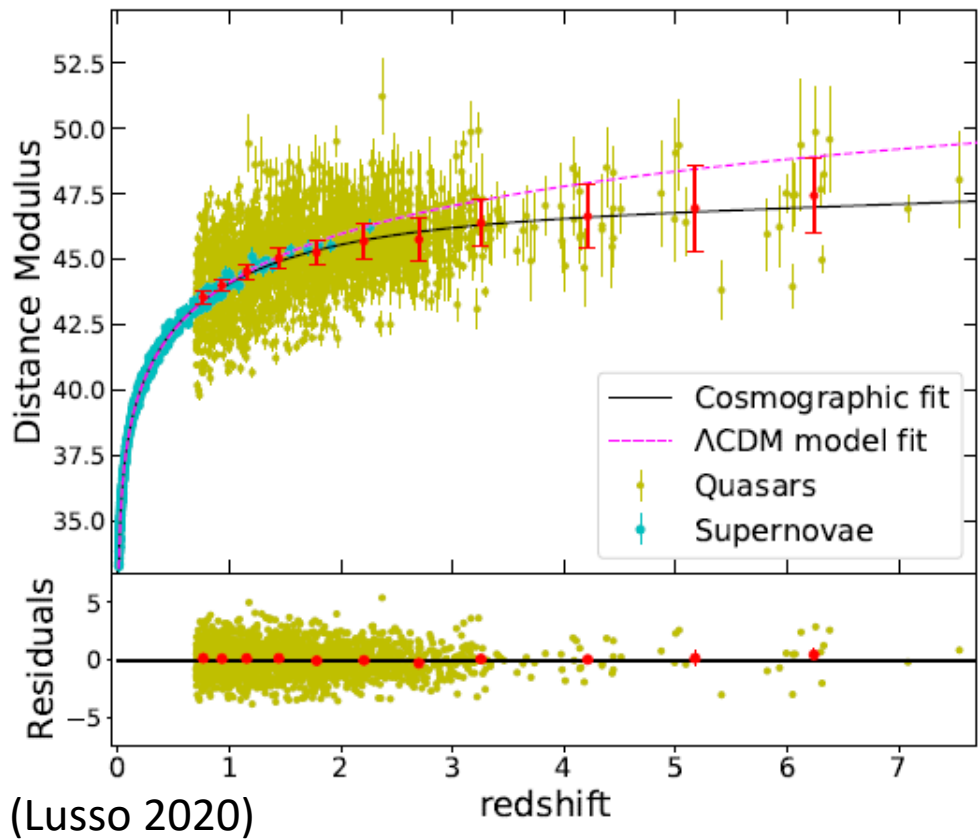 52.5
50.0
47.5
45.0
42.5
40.0
37.5
35.0
Distance Modulus
Cosmographic fit
ΛCDM model fit
Quasars
Supernovae
5
0
−5
Residuals
0 1 2 3 4 5 6 7
redshift
(Lusso 2020)